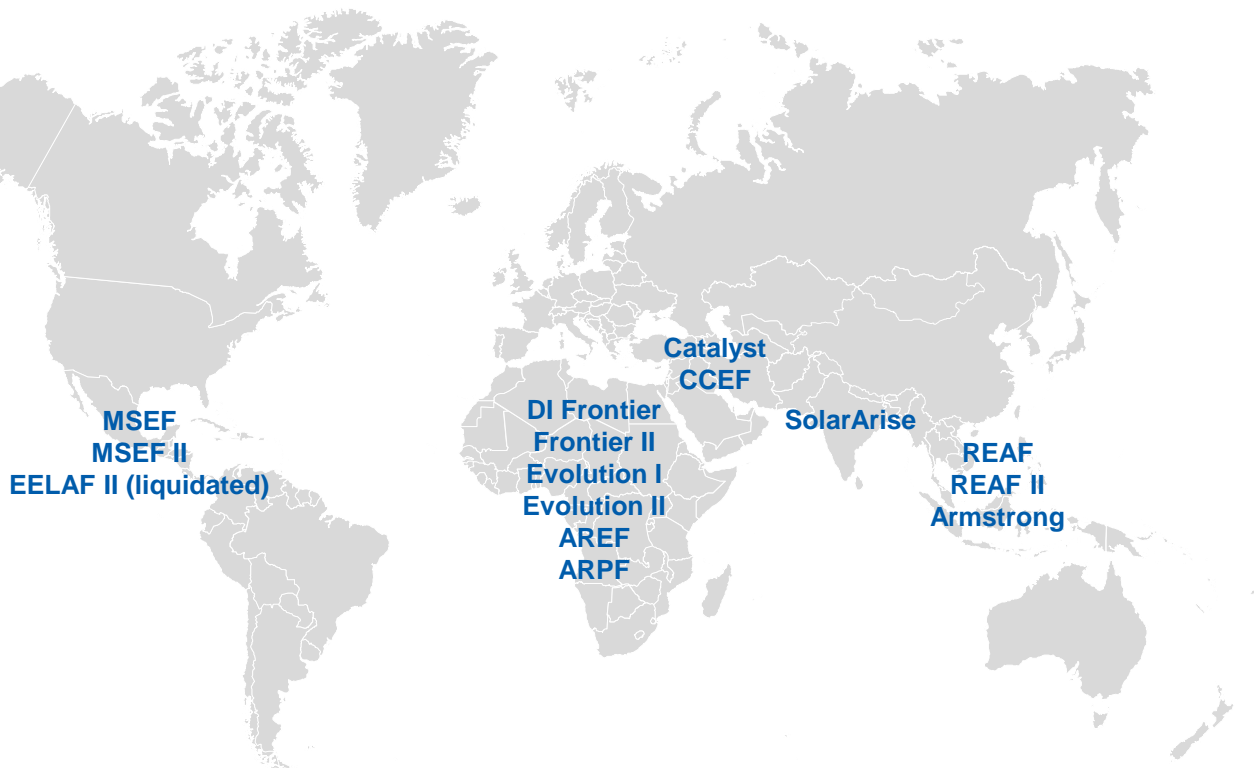 MSEF
MSEF II
EELAF II (liquidated)
DI Frontier
Frontier II
Evolution I
Evolution II
AREF
ARPF
Catalyst
CCEF
SolarArise
REAF
REAF II
Armstrong